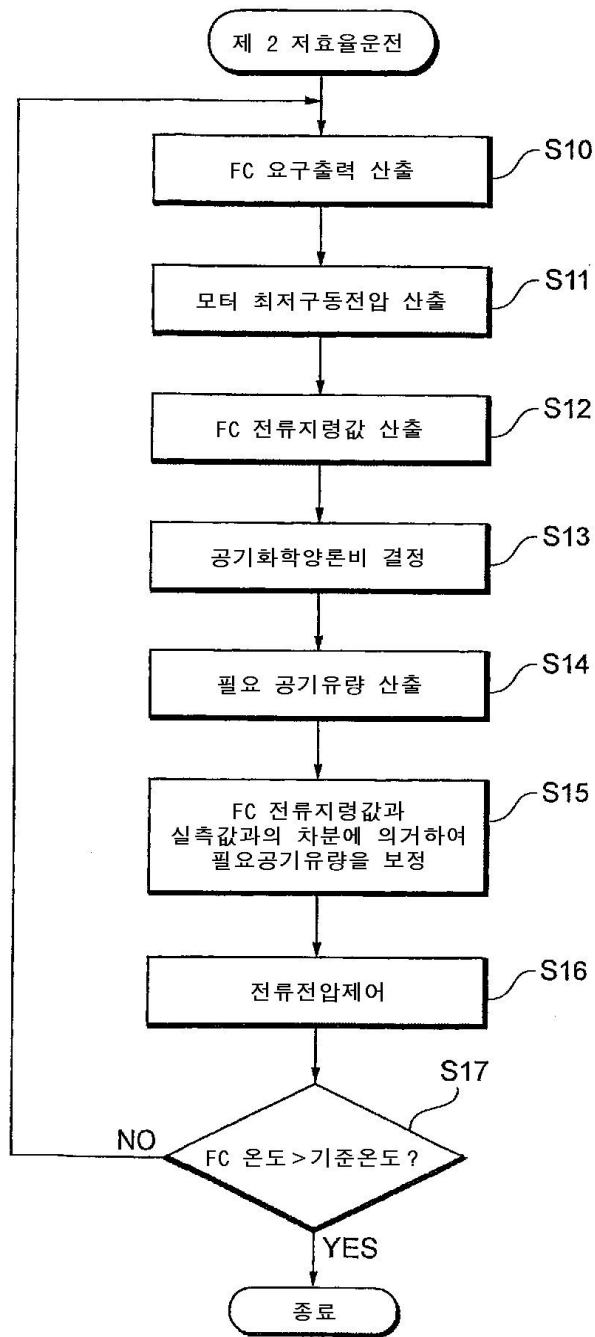 제 2 저효율운전
FC 요구출력 산출
S10
모터 최저구동전압 산출
S11
FC 전류지령값 산출
S12
공기화학양론비 결정
S13
필요 공기유량 산출
S14
FC 전류지령값과
실측값과의 차분에 의거하여
필요공기유량을 보정
S15
전류전압제어
S16
S17
NO
FC 온도>기준온도?
YES
종료